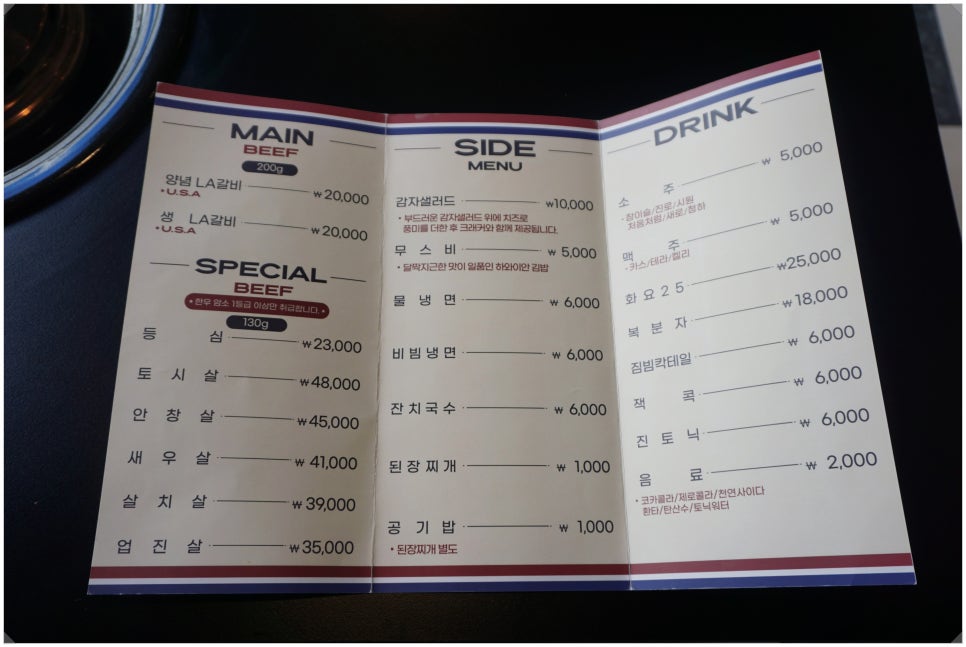 MAIN
BEEF
200g
양념 LA갈비 ₩20,000
• U.S.A
생 LA갈비 ₩20,000
• U.S.A
SPECIAL
BEEF
• 한우 암소 1등급 이상만 취급합니다. •
130g
등 심 ₩23,000
토 시 살 ₩48,000
안 창 살 ₩45,000
새 우 살 ₩41,000
살 치 살 ₩39,000
업 진 살 ₩35,000
SIDE
MENU
감자샐러드 ₩10,000
• 부드러운 감자샐러드 위에 치즈로
풍미를 더한 후 크래커와 함께 제공됩니다.
무 스 비 ₩ 5,000
• 달짝지근한 맛이 일품인 하와이안 김밥
물 냉 면 ₩ 6,000
비 빔 냉 면 ₩ 6,000
잔 치 국 수 ₩ 6,000
된 장 찌 개 ₩ 1,000
공 기 밥 ₩ 1,000
• 된장찌개 별도
DRINK
소 주 ₩ 5,000
• 참이슬/진로/시원
처음처럼/새로/청하
맥 주 ₩ 5,000
• 카스/테라/켈리
화 요 2 5 ₩25,000
복 분 자 ₩18,000
짐빔칵테일 ₩ 6,000
잭 콕 ₩ 6,000
진 토 닉 ₩ 6,000
음 료 ₩ 2,000
• 코카콜라/제로콜라/천연사이다
환타/탄산수/토닉워터